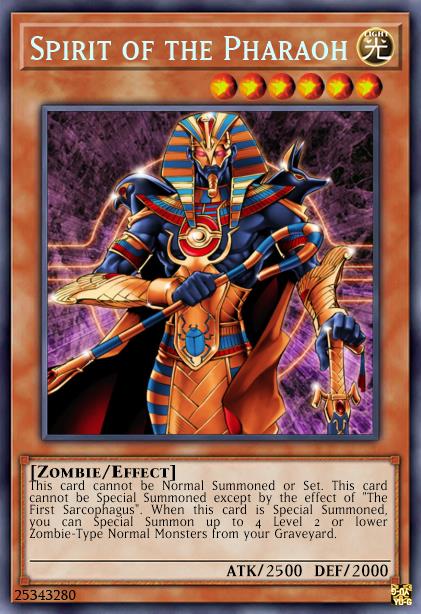 Spirit of the Pharaoh
LIGHT
光
[Zombie/Effect]
This card cannot be Normal Summoned or Set. This card
cannot be Special Summoned except by the effect of "The
First Sarcophagus". When this card is Special Summoned,
you can Special Summon up to 4 Level 2 or lower
Zombie-Type Normal Monsters from your Graveyard.
ATK/2500 DEF/2000
25343280